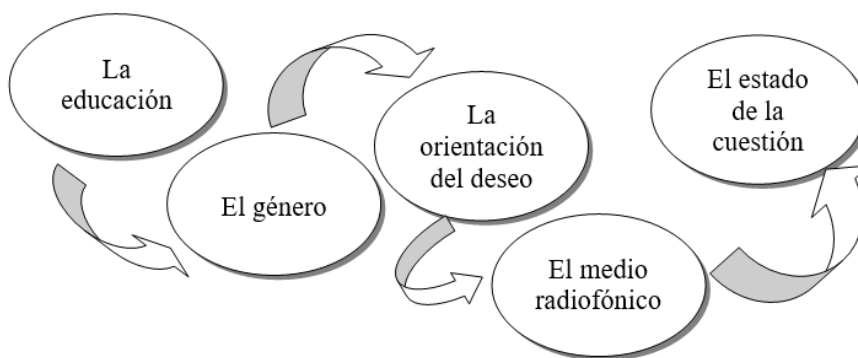 La
educación
El género
La
orientación
del deseo
El medio
radiofónico
El estado
de la
cuestión